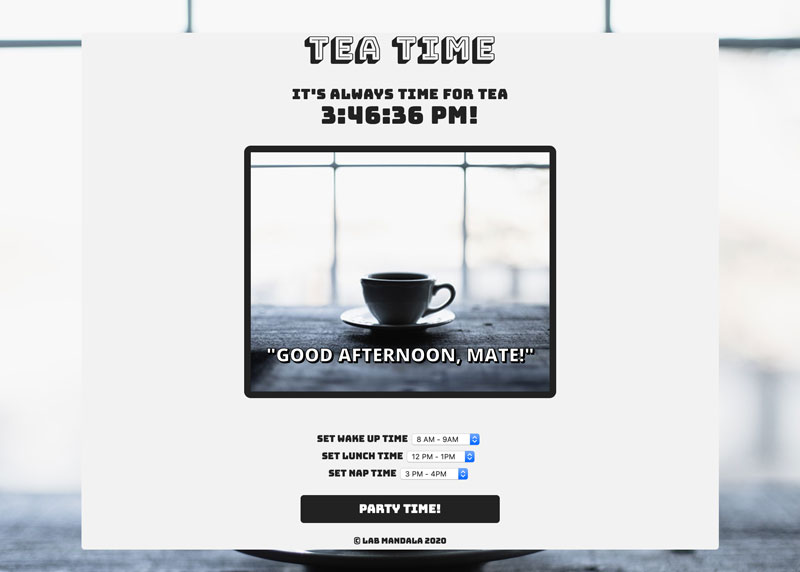 TEA TIME
IT'S ALWAYS TIME FOR TEA
3:46:36 PM!
"GOOD AFTERNOON, MATE!"
SET WAKE UP TIME 8 AM - 9AM
SET LUNCH TIME 12 PM - 1PM
SET NAP TIME 3 PM - 4PM
PARTY TIME!
© LAB MANDALA 2020